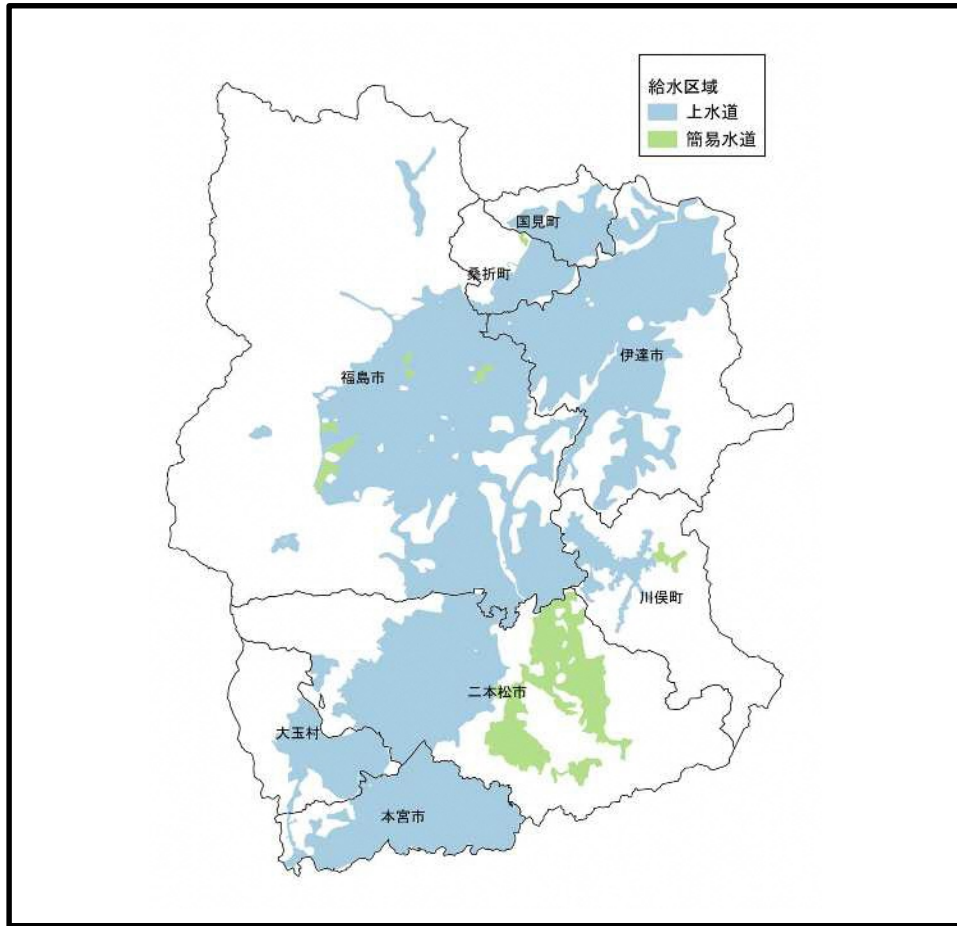 給水区域
上水道
簡易水道
国見町
桑折町
伊達市
福島市
川俣町
二本松市
大玉村
本宮市